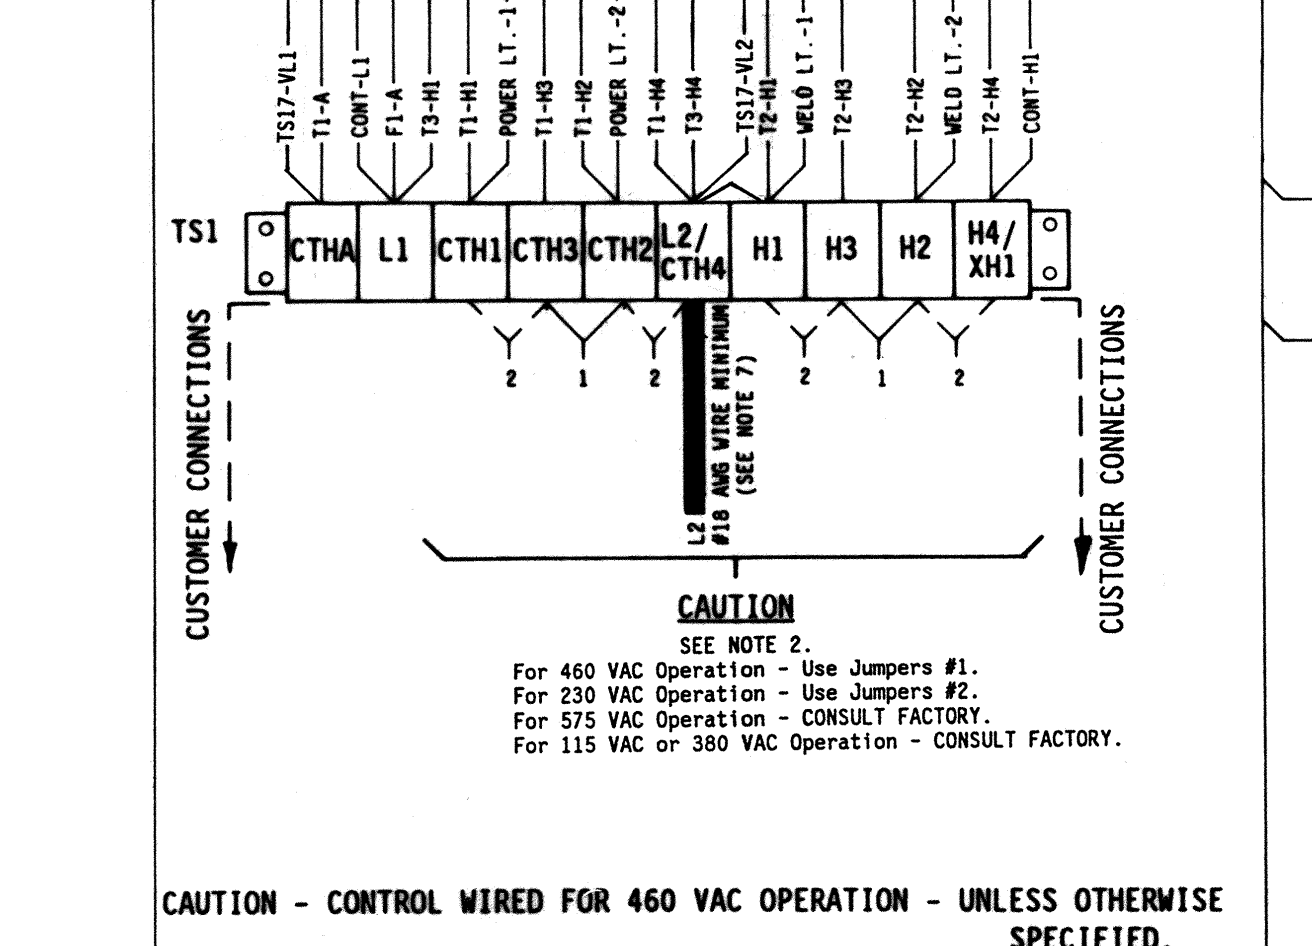 TS17-VL1
T1-A
CONT-L1
F1-A
T3-H1
T1-H1
POWER LT.-1
T1-H3
T1-H2
POWER LT.-2
T1-H4
T3-H4
TS17-VL2
T2-H1
WELD LT.-1
T2-H3
T2-H2
WELD LT.-2
T2-H4
CONT-H1
TS1
CTHA
L1
CTH1
CTH3
CTH2
L2/
CTH4
H1
H3
H2
H4/
XH1
2
1
2
2
1
2
CUSTOMER CONNECTIONS
L2
#18 AWG WIRE MINIMUM
(SEE NOTE 7)
CUSTOMER CONNECTIONS
CAUTION
SEE NOTE 2.
For 460 VAC Operation - Use Jumpers #1.
For 230 VAC Operation - Use Jumpers #2.
For 575 VAC Operation - CONSULT FACTORY.
For 115 VAC or 380 VAC Operation - CONSULT FACTORY.
CAUTION - CONTROL WIRED FOR 460 VAC OPERATION - UNLESS OTHERWISE
SPECIFIED.